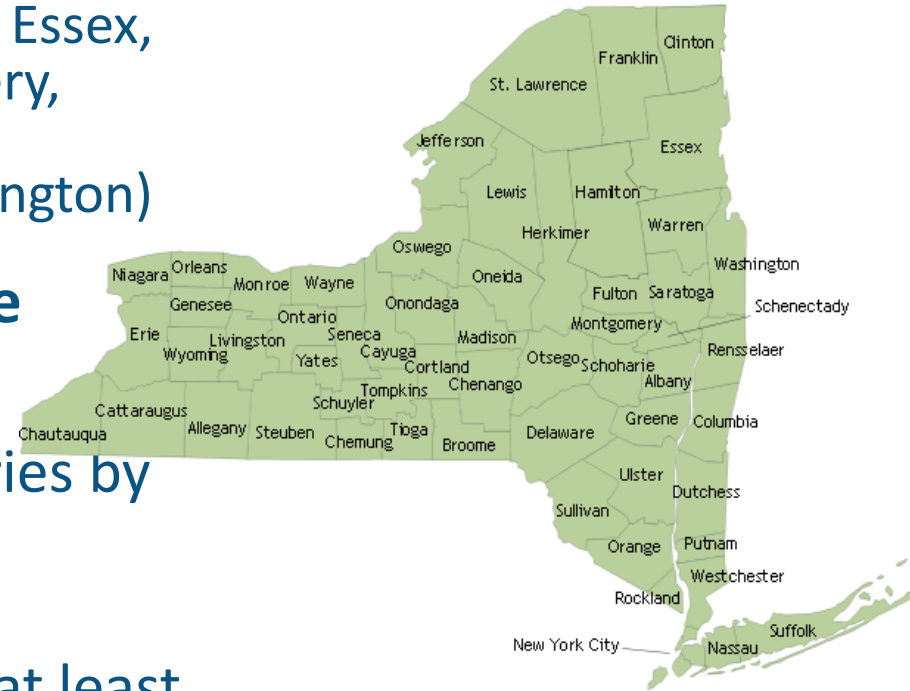 Essex,
ery,
ngton)
e
ies by
at least
Clinton
Franklin
St. Lawrence
Jefferson
Essex
Lewis
Hamilton
Warren
Herkimer
Oswego
Washington
Niagara
Orleans
Monroe
Wayne
Oneida
Genesee
Onondaga
Fulton
Saratoga
Schenectady
Ontario
Montgomery
Erie
Livingston
Seneca
Madison
Wyoming
Yates
Cayuga
Cortland
Otsego
Schoharie
Rensselaer
Tompkins
Chenango
Albany
Schuyler
Cattaraugus
Chautauqua
Allegany
Steuben
Chemung
Tioga
Broome
Delaware
Greene
Columbia
Ulster
Dutchess
Sullivan
Orange
Putnam
Westchester
Rockland
New York City
Nassau
Suffolk